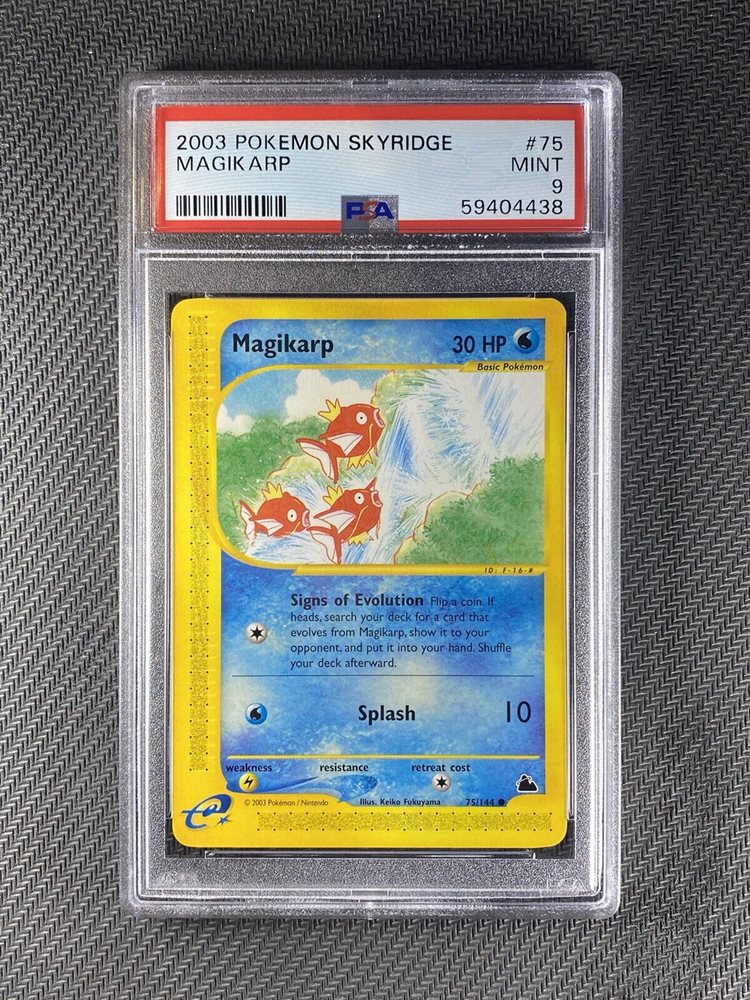 2003 POKEMON SKYRIDGE #75
MAGIKARP MINT
9
PSA 59404438
Magikarp 30 HP
Basic Pokémon
ID: F-16-#
Signs of Evolution Flip a coin. If
heads, search your deck for a card that
evolves from Magikarp, show it to your
opponent, and put it into your hand. Shuffle
your deck afterward.
Splash 10
weakness resistance retreat cost
© 2003 Pokémon / Nintendo Illus. Keiko Fukuyama 75/144
e